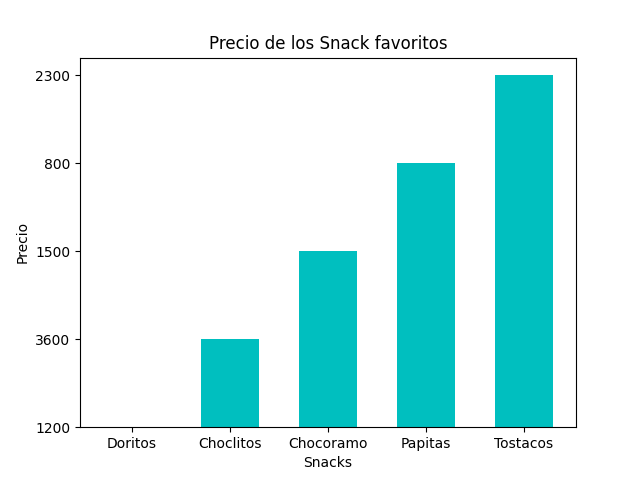 Precio de los Snack favoritos
2300
800
1500
3600
1200
Precio
Doritos Choclitos Chocoramo Papitas Tostacos
Snacks